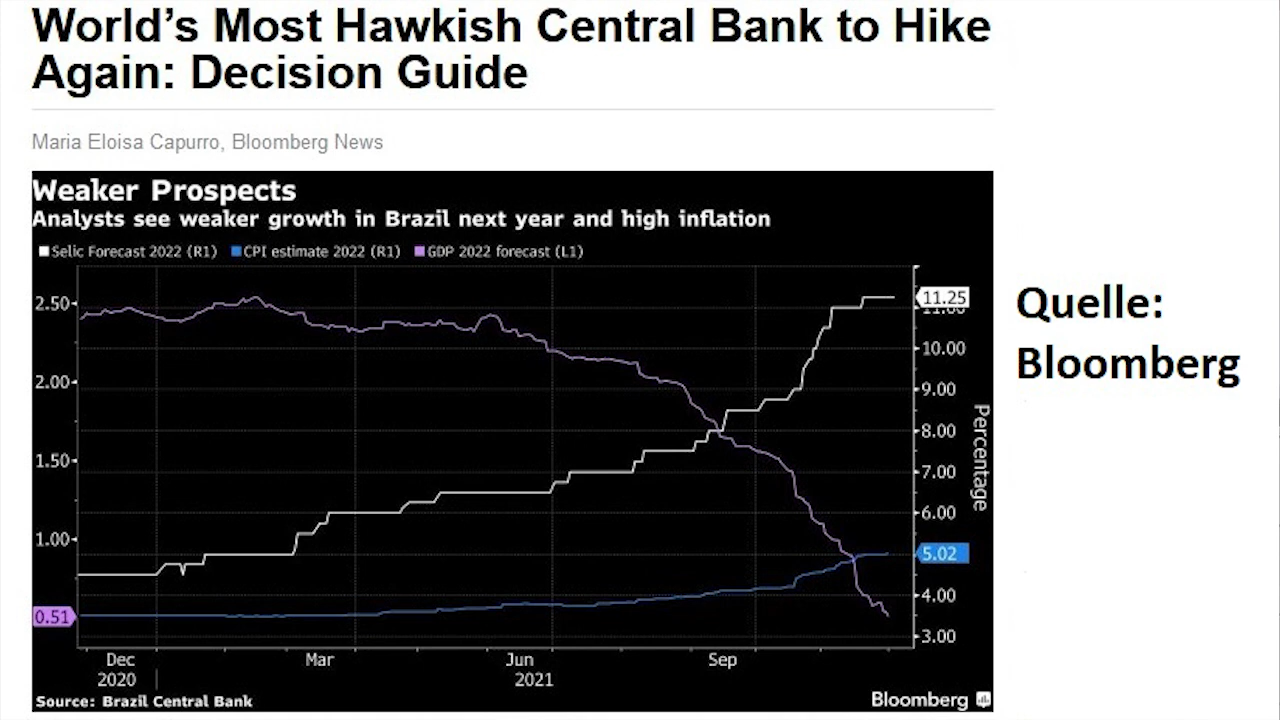 World’s Most Hawkish Central Bank to Hike
Again: Decision Guide
Maria Eloisa Capurro, Bloomberg News
Weaker Prospects
Analysts see weaker growth in Brazil next year and high inflation
Selic Forecast 2022 (R1) CPI estimate 2022 (R1) GDP 2022 forecast (L1)
2.50
2.00
1.50
1.00
0.51
11.25
11.00
10.00
9.00
8.00
7.00
6.00
5.02
4.00
3.00
Percentage
Dec Mar Jun Sep
2020 2021
Source: Brazil Central Bank
Bloomberg
Quelle:
Bloomberg